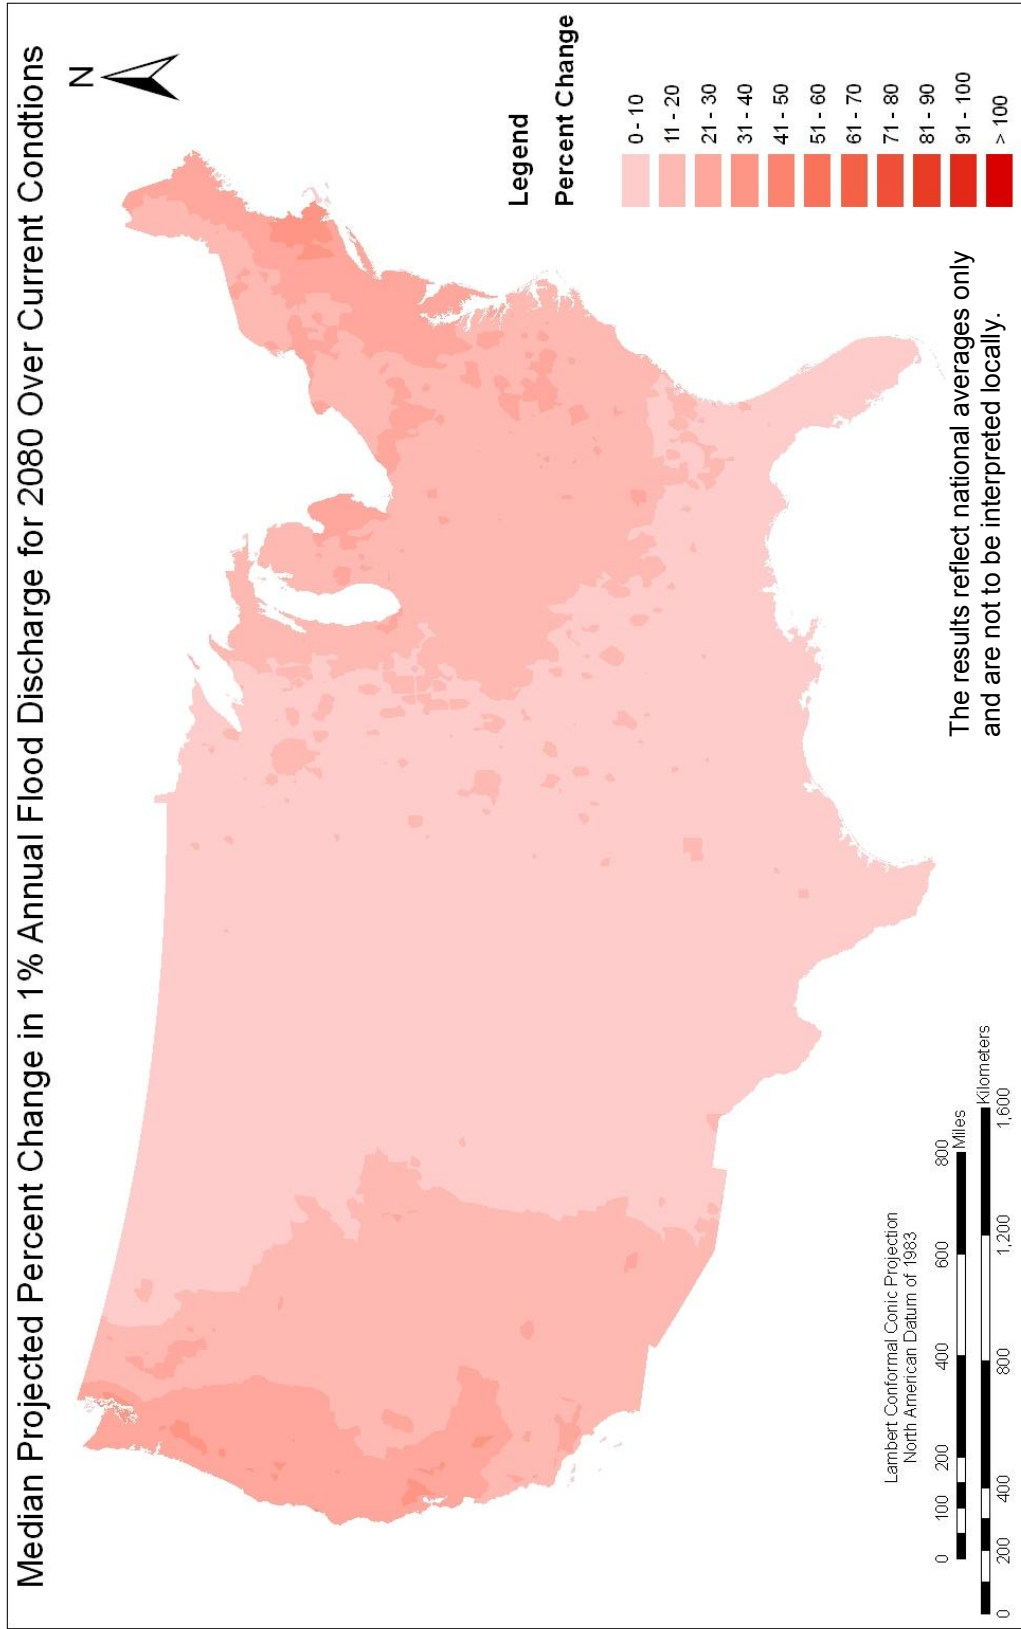 Median Projected Percent Change in 1% Annual Flood Discharge for 2080 Over Current Condtions
N
Legend
Percent Change
0 - 10
11 - 20
21 - 30
31 - 40
41 - 50
51 - 60
61 - 70
71 - 80
81 - 90
91 - 100
> 100
The results reflect national averages only
and are not to be interpreted locally.
Lambert Conformal Conic Projection
North American Datum of 1983
0 100 200 400 600 800
Miles
Kilometers
0 200 400 800 1,200 1,600